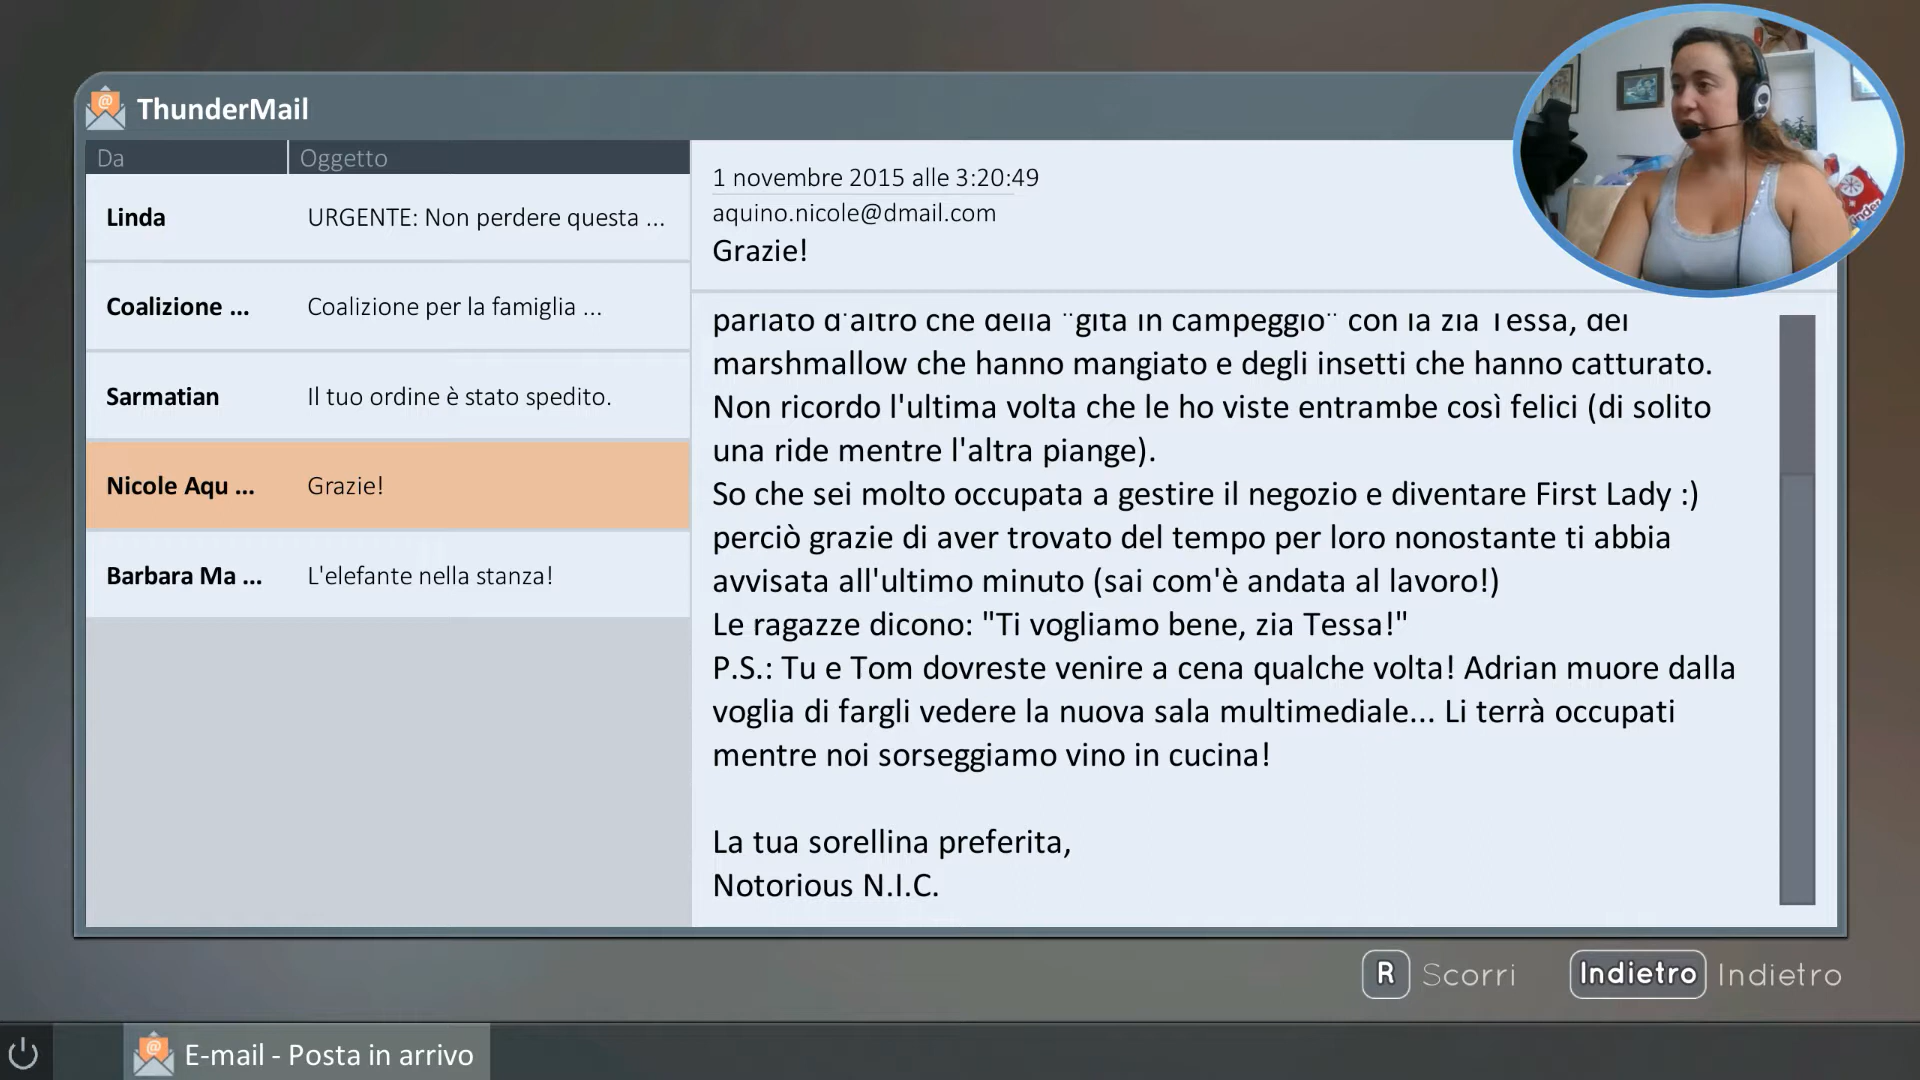 ThunderMail
Da Oggetto
Linda URGENTE: Non perdere questa ...
Coalizione ... Coalizione per la famiglia ...
Sarmatian Il tuo ordine è stato spedito.
Nicole Aqu ... Grazie!
Barbara Ma ... L'elefante nella stanza!
1 novembre 2015 alle 3:20:49
aquino.nicole@dmail.com
Grazie!
parlato d'altro che della "gita in campeggio" con la zia Tessa, dei
marshmallow che hanno mangiato e degli insetti che hanno catturato.
Non ricordo l'ultima volta che le ho viste entrambe così felici (di solito
una ride mentre l'altra piange).
So che sei molto occupata a gestire il negozio e diventare First Lady :)
perciò grazie di aver trovato del tempo per loro nonostante ti abbia
avvisata all'ultimo minuto (sai com'è andata al lavoro!)
Le ragazze dicono: "Ti vogliamo bene, zia Tessa!"
P.S.: Tu e Tom dovreste venire a cena qualche volta! Adrian muore dalla
voglia di fargli vedere la nuova sala multimediale... Li terrà occupati
mentre noi sorseggiamo vino in cucina!
La tua sorellina preferita,
Notorious N.I.C.
R Scorri Indietro Indietro
E-mail - Posta in arrivo